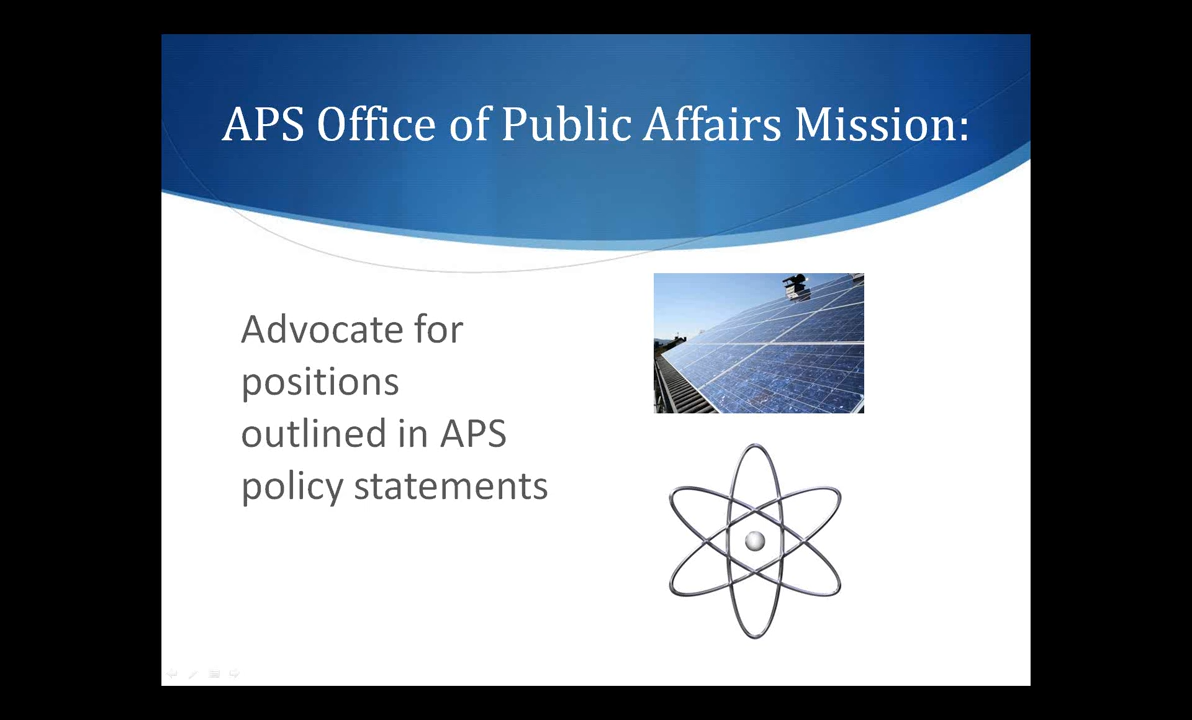 APS Office of Public Affairs Mission:
Advocate for
positions
outlined in APS
policy statements